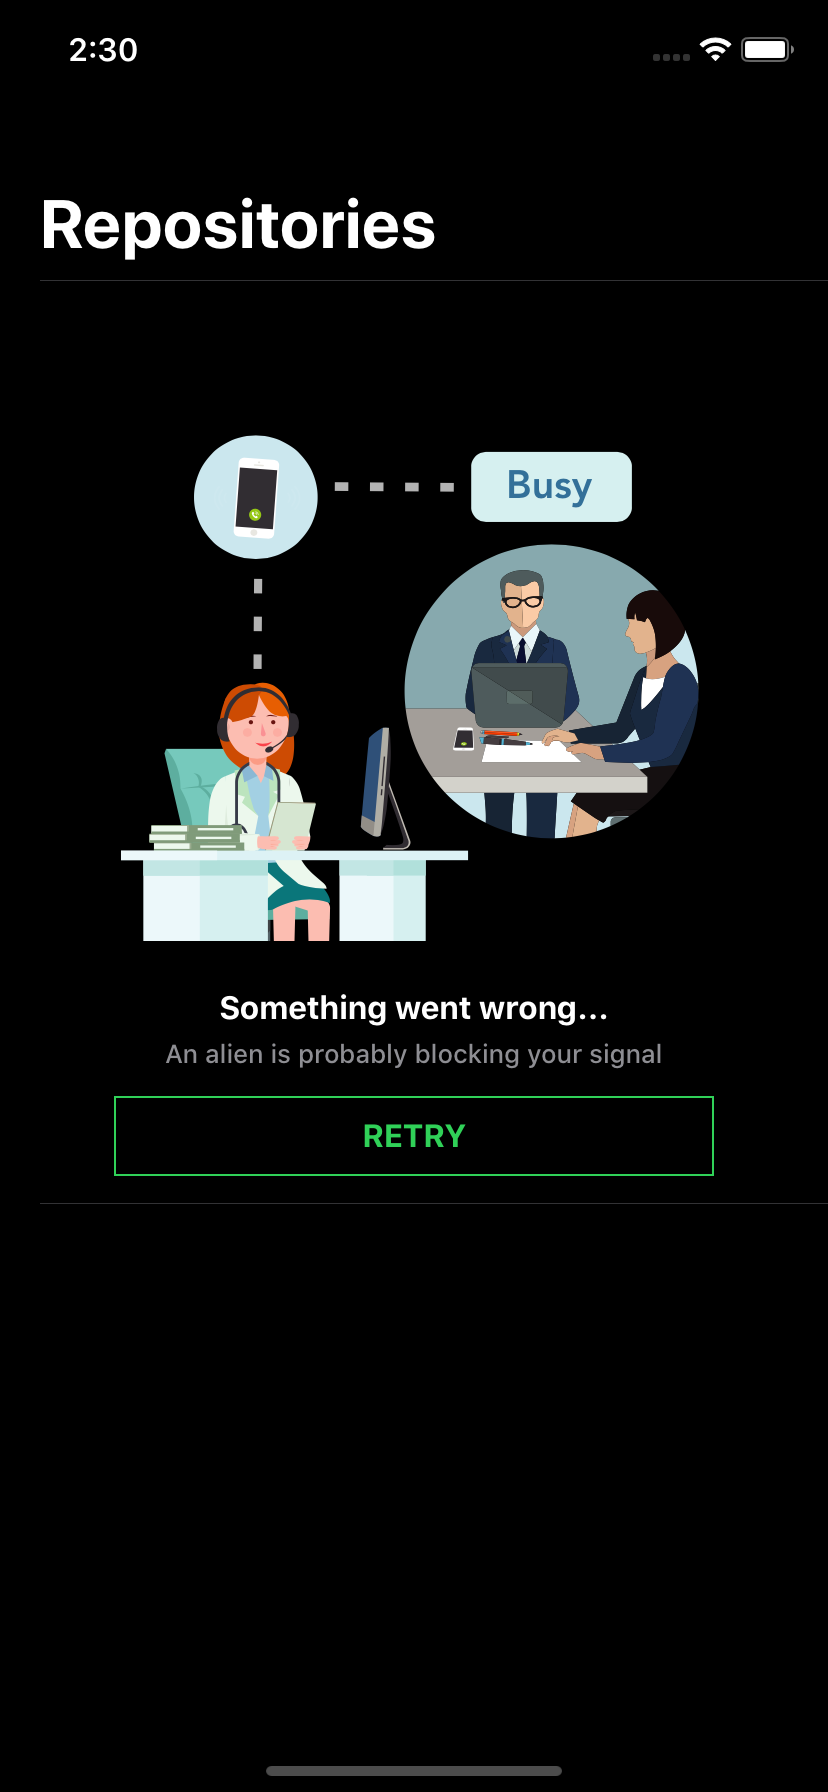 2:30
Repositories
Busy
Something went wrong...
An alien is probably blocking your signal
RETRY